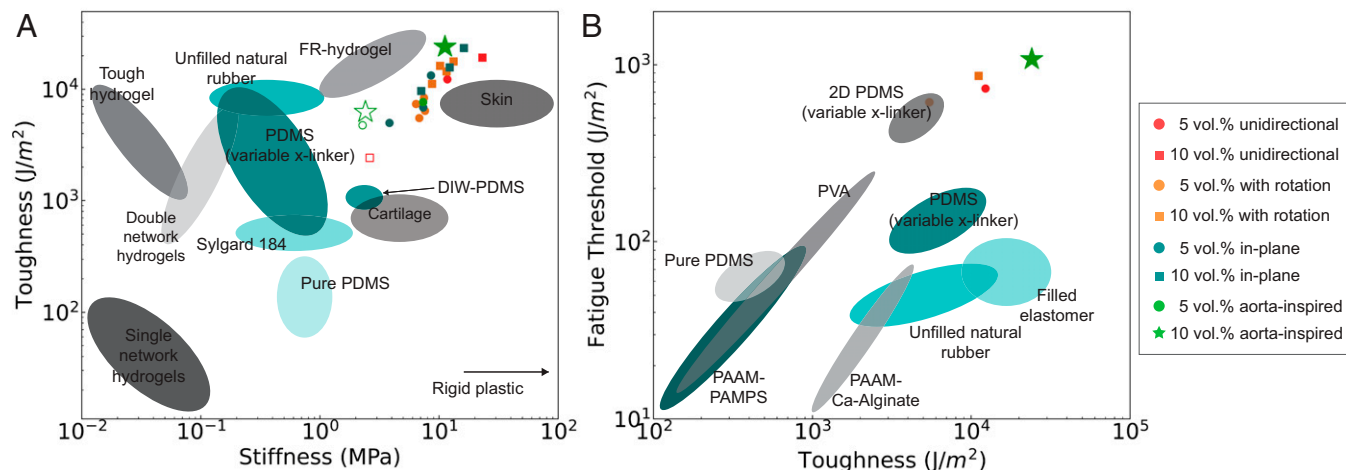 A
Toughness (J/m²)
10⁴
10³
10²
10⁻²
10⁻¹
10⁰
10¹
10²
Stiffness (MPa)
Tough
hydrogel
Unfilled natural
rubber
FR-hydrogel
Skin
PDMS
(variable x-linker)
DIW-PDMS
Cartilage
Double
network
hydrogels
Sylgard 184
Pure PDMS
Single
network
hydrogels
Rigid plastic
B
Fatigue Threshold (J/m²)
10³
10²
10¹
10²
10³
10⁴
10⁵
Toughness (J/m²)
2D PDMS
(variable x-linker)
PVA
PDMS
(variable x-linker)
Pure PDMS
Filled
elastomer
Unfilled natural
rubber
PAAM-
PAMPS
PAAM-
Ca-Alginate
5 vol.% unidirectional
10 vol.% unidirectional
5 vol.% with rotation
10 vol.% with rotation
5 vol.% in-plane
10 vol.% in-plane
5 vol.% aorta-inspired
10 vol.% aorta-inspired